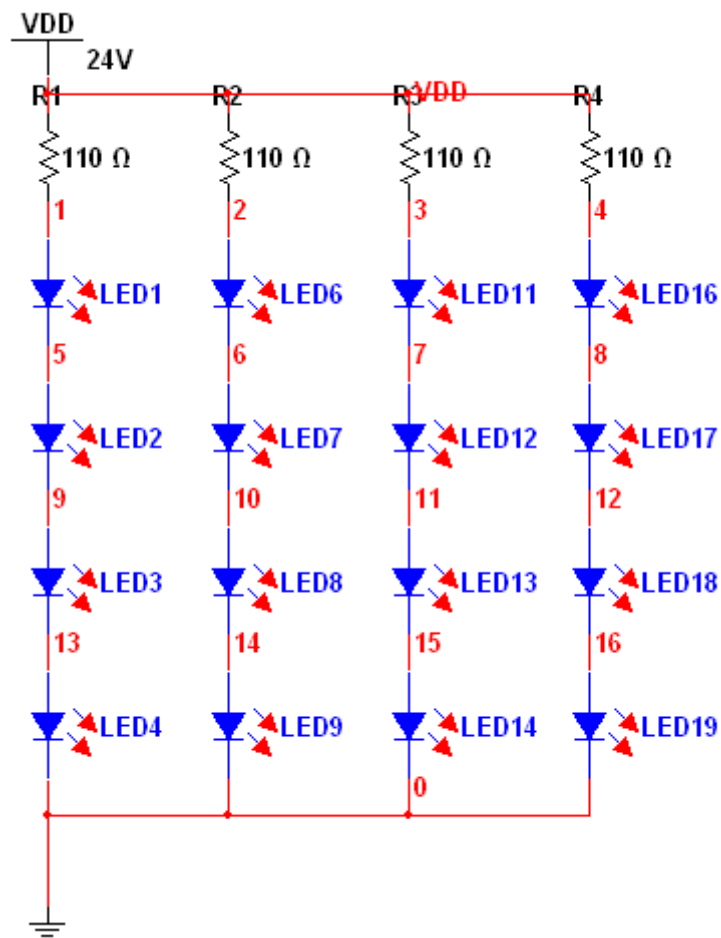 VDD
24V
R1 R2 R3 VDD R4
110 Ω 110 Ω 110 Ω 110 Ω
1 2 3 4
LED1 LED6 LED11 LED16
5 6 7 8
LED2 LED7 LED12 LED17
9 10 11 12
LED3 LED8 LED13 LED18
13 14 15 16
LED4 LED9 LED14 LED19
0